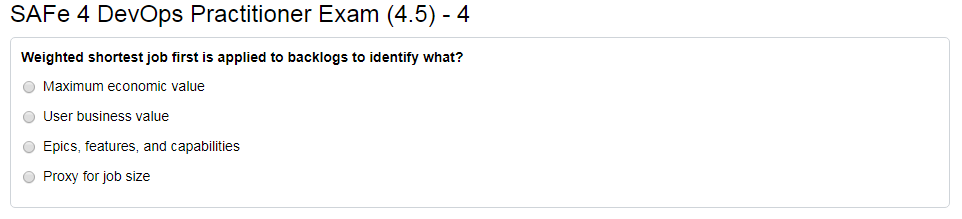 SAFe 4 DevOps Practitioner Exam (4.5) - 4
Weighted shortest job first is applied to backlogs to identify what?
Maximum economic value
User business value
Epics, features, and capabilities
Proxy for job size